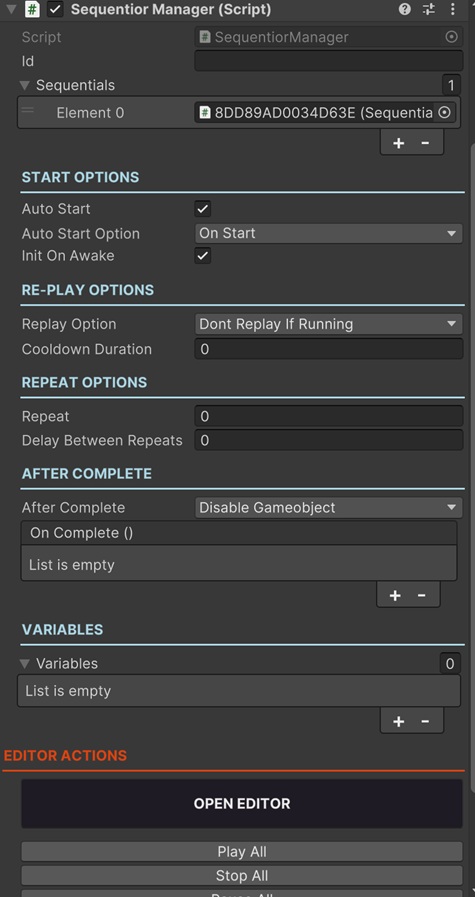 # Sequentior Manager (Script)
Script # SequentiorManager
Id
Sequentials 1
Element 0 # 8DD89AD0034D63E (Sequentia
+ -
START OPTIONS
Auto Start
Auto Start Option On Start
Init On Awake
RE-PLAY OPTIONS
Replay Option Dont Replay If Running
Cooldown Duration 0
REPEAT OPTIONS
Repeat 0
Delay Between Repeats 0
AFTER COMPLETE
After Complete Disable Gameobject
On Complete ()
List is empty
+ -
VARIABLES
Variables 0
List is empty
+ -
EDITOR ACTIONS
OPEN EDITOR
Play All
Stop All
Pause All